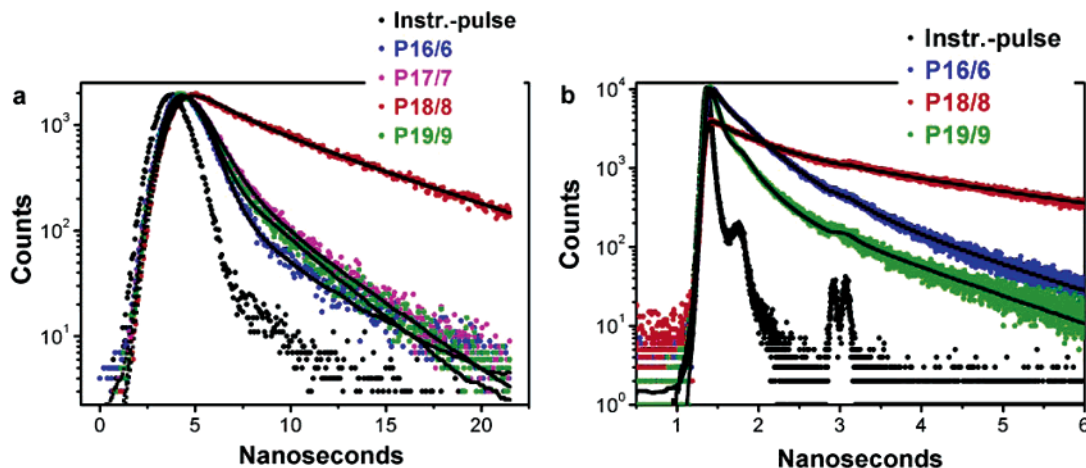 Instr.-pulse
P16/6
P17/7
P18/8
P19/9
a
10³
10²
10¹
Counts
0 5 10 15 20
Nanoseconds
Instr.-pulse
P16/6
P18/8
P19/9
b
10⁴
10³
10²
10¹
10⁰
Counts
1 2 3 4 5 6
Nanoseconds